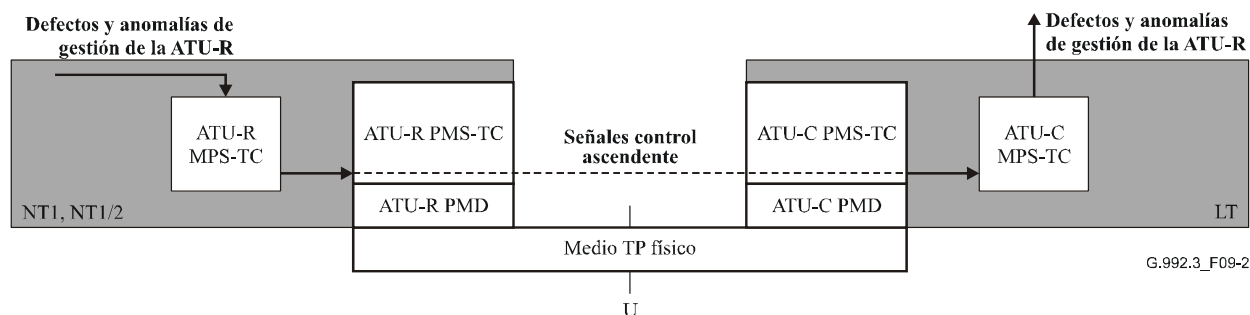 Defectos y anomalías de
gestión de la ATU-R
Defectos y anomalías
de gestión de la ATU-R
ATU-R
MPS-TC
ATU-R PMS-TC
Señales control
ascendente
ATU-C PMS-TC
ATU-C
MPS-TC
NT1, NT1/2
ATU-R PMD
ATU-C PMD
LT
Medio TP físico
G.992.3_F09-2
U